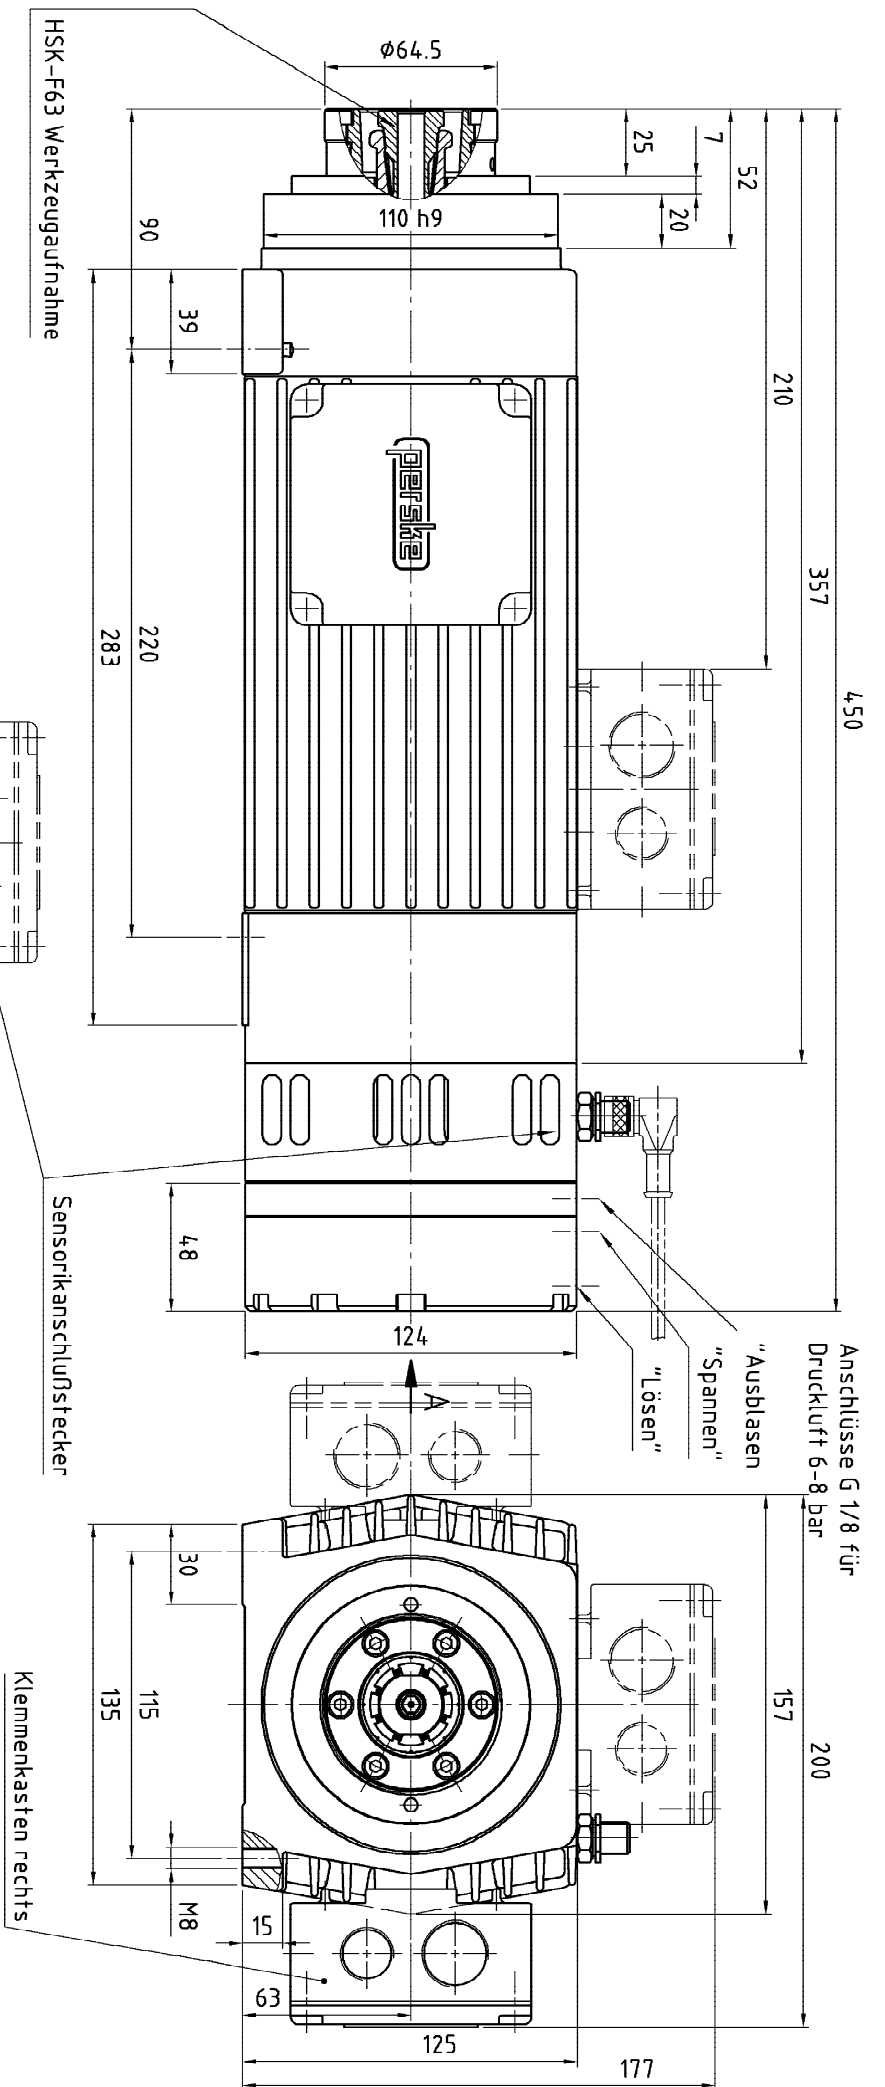 HSK-F63 Werkzeugaufnahme
⌀64.5
25
7
52
20
110 h9
90
39
210
357
450
perske
220
283
Sensorikanschlußstecker
48
124
"Lösen"
"Spannen"
"Ausblasen
Anschlüsse G 1/8 für
Druckluft 6-8 bar
A
30
115
135
157
200
M8
15
63
125
177
Klemmenkasten rechts